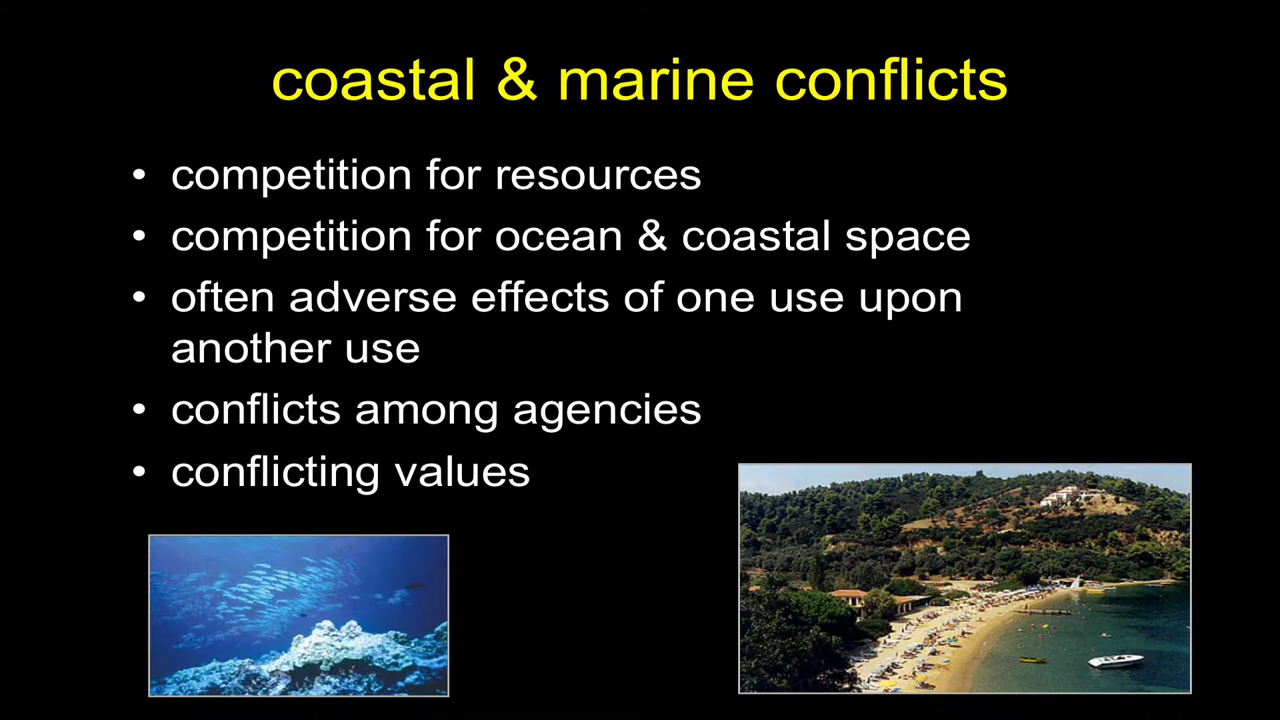 coastal & marine conflicts
• competition for resources
• competition for ocean & coastal space
• often adverse effects of one use upon
another use
• conflicts among agencies
• conflicting values